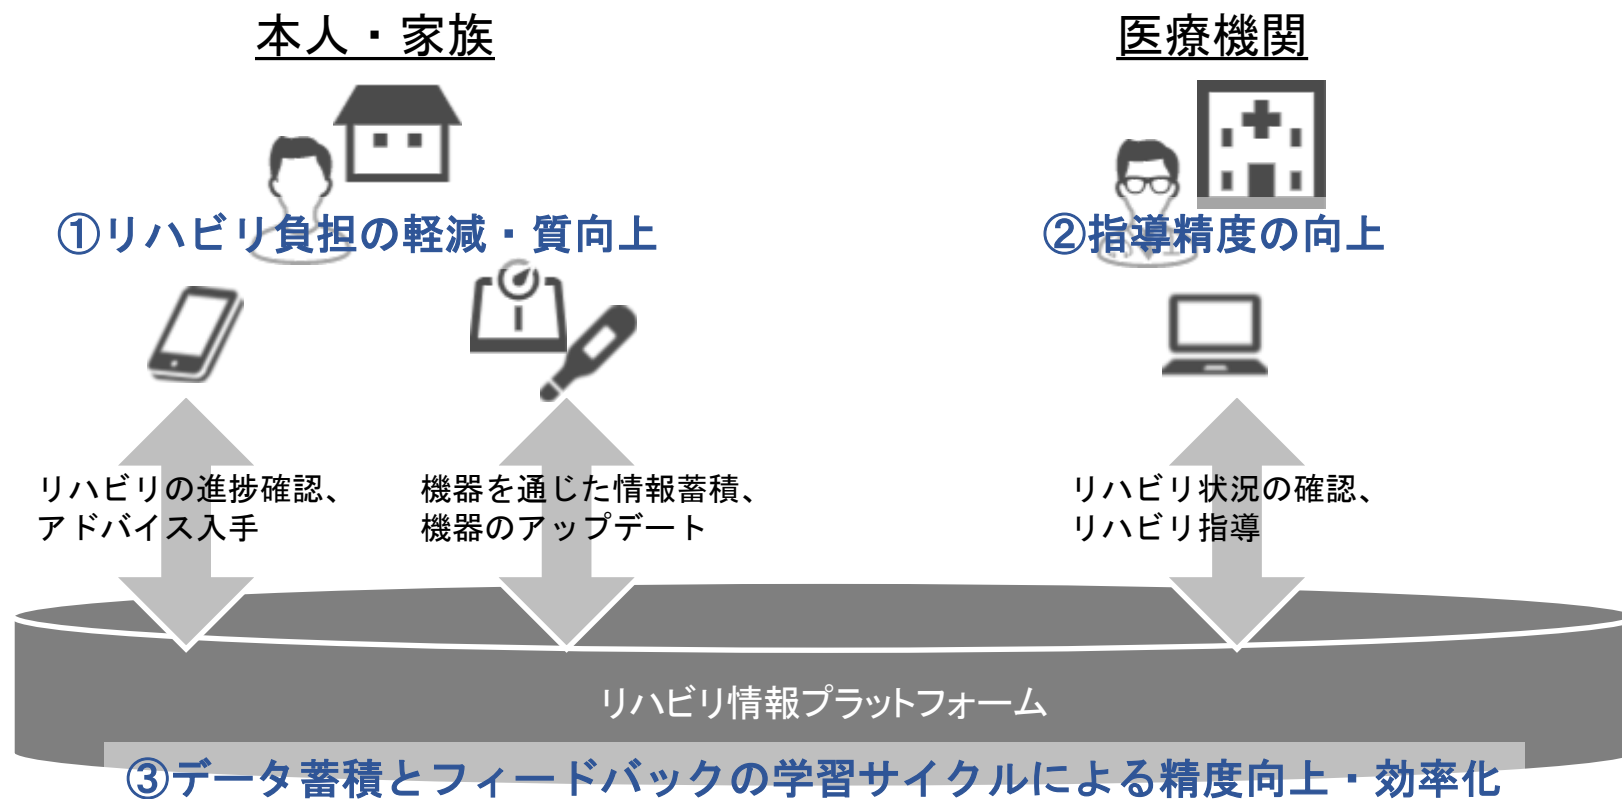 本人・家族
医療機関
①リハビリ負担の軽減・質向上
②指導精度の向上
リハビリの進捗確認、
アドバイス入手
機器を通じた情報蓄積、
機器のアップデート
リハビリ状況の確認、
リハビリ指導
リハビリ情報プラットフォーム
③データ蓄積とフィードバックの学習サイクルによる精度向上・効率化